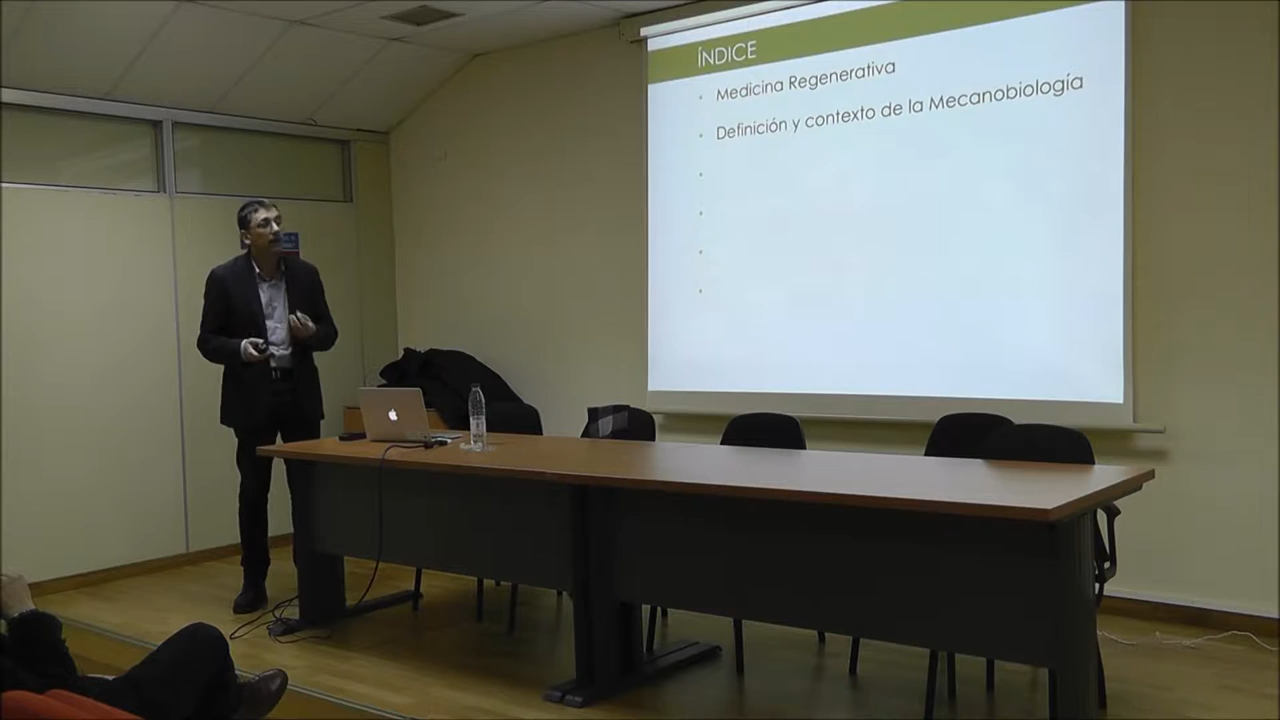 ÍNDICE
Medicina Regenerativa
Definición y contexto de la Mecanobiología